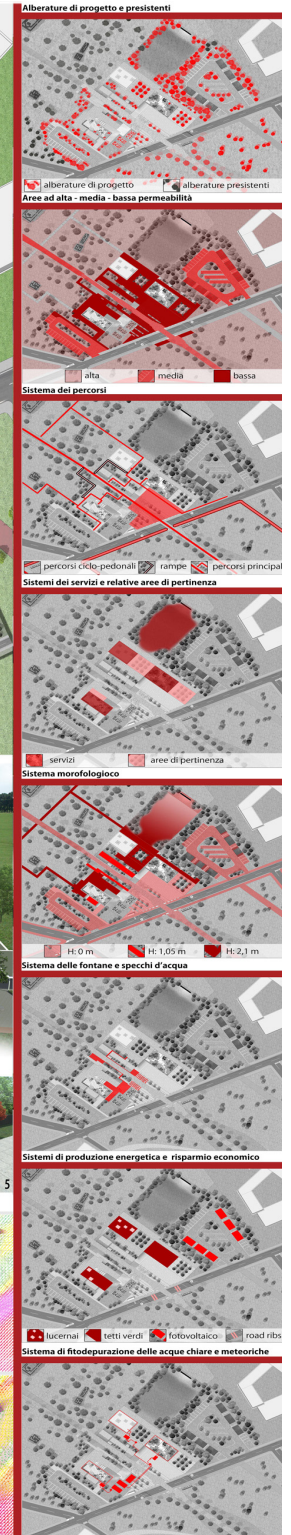 Alberature di progetto e presistenti
alberature di progetto alberature presistenti
Aree ad alta - media - bassa permeabilità
alta media bassa
Sistema dei percorsi
percorsi ciclo-pedonali rampe percorsi principal
Sistemi dei servizi e relative aree di pertinenza
servizi aree di pertinenza
Sistema morofologioco
H: 0 m H: 1,05 m H: 2,1 m
Sistema delle fontane e specchi d'acqua
Sistemi di produzione energetica e risparmio economico
5
lucernai tetti verdi fotovoltaico road ribs
Sistema di fitodepurazione delle acque chiare e meteoriche